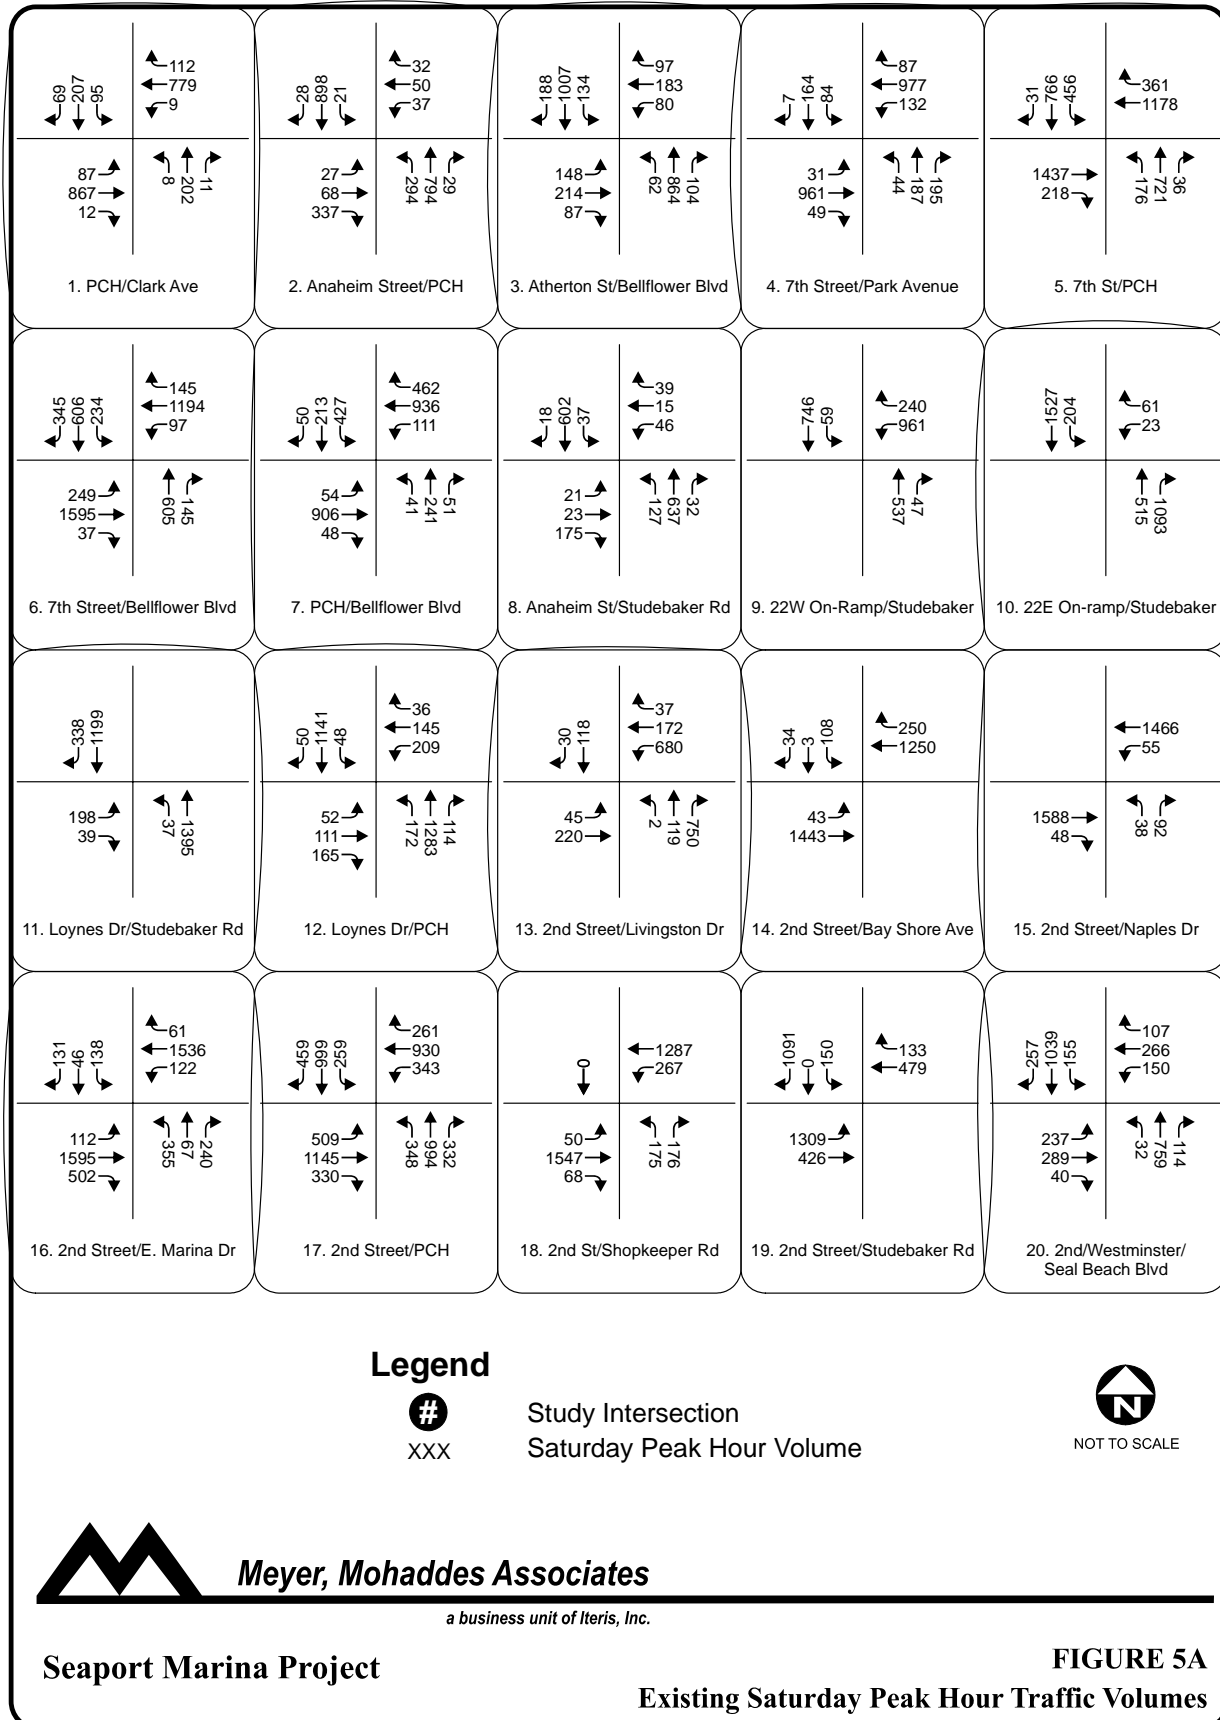 69 207 95
112
779
9
87
867
12
8 202 11
1. PCH/Clark Ave
28 898 21
32
50
37
27
68
337
294 794 29
2. Anaheim Street/PCH
188 1007 134
97
183
80
148
214
87
62 864 104
3. Atherton St/Bellflower Blvd
7 164 84
87
977
132
31
961
49
44 187 195
4. 7th Street/Park Avenue
31 766 456
361
1178
1437
218
176 721 36
5. 7th St/PCH
345 606 234
145
1194
97
249
1595
37
605 145
6. 7th Street/Bellflower Blvd
50 213 427
462
936
111
54
906
48
41 241 51
7. PCH/Bellflower Blvd
18 602 37
39
15
46
21
23
175
127 637 32
8. Anaheim St/Studebaker Rd
746 59
240
961
537 47
9. 22W On-Ramp/Studebaker
1527 204
61
23
515 1093
10. 22E On-ramp/Studebaker
338 1199
198
39
37 1395
11. Loynes Dr/Studebaker Rd
50 1141 48
36
145
209
52
111
165
172 1283 114
12. Loynes Dr/PCH
30 118
37
172
680
45
220
2 119 750
13. 2nd Street/Livingston Dr
34 3 108
250
1250
43
1443
14. 2nd Street/Bay Shore Ave
1466
55
1588
48
38 92
15. 2nd Street/Naples Dr
131 46 138
61
1536
122
112
1595
502
355 67 240
16. 2nd Street/E. Marina Dr
459 999 259
261
930
343
509
1145
330
348 994 332
17. 2nd Street/PCH
0
1287
267
50
1547
68
175 176
18. 2nd St/Shopkeeper Rd
1091 0 150
133
479
1309
426
19. 2nd Street/Studebaker Rd
257 1039 155
107
266
150
237
289
40
32 759 114
20. 2nd/Westminster/
Seal Beach Blvd
Legend
# Study Intersection
XXX Saturday Peak Hour Volume
N
NOT TO SCALE
Meyer, Mohaddes Associates
a business unit of Iteris, Inc.
Seaport Marina Project
FIGURE 5A
Existing Saturday Peak Hour Traffic Volumes